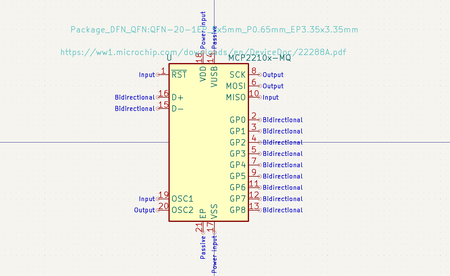 Power-input
Passive
Package_DFN_QFN:QFN-20-1EP_5x5mm_P0.65mm_EP3.35x3.35mm
https://ww1.microchip.com/downloads/en/DeviceDoc/22288A.pdf
U MCP2210x-MQ
18 14
VDD VUSB
Input 1 RST SCK 8 Output
MOSI 6 Output
Bidirectional 16 D+ MISO 10 Input
Bidirectional 15 D-
GP0 2 Bidirectional
GP1 3 Bidirectional
GP2 4 Bidirectional
GP3 5 Bidirectional
GP4 7 Bidirectional
GP5 9 Bidirectional
GP6 11 Bidirectional
Input 19 OSC1 GP7 12 Bidirectional
Output 20 OSC2 GP8 13 Bidirectional
EP VSS
21 17
Passive
Power-input